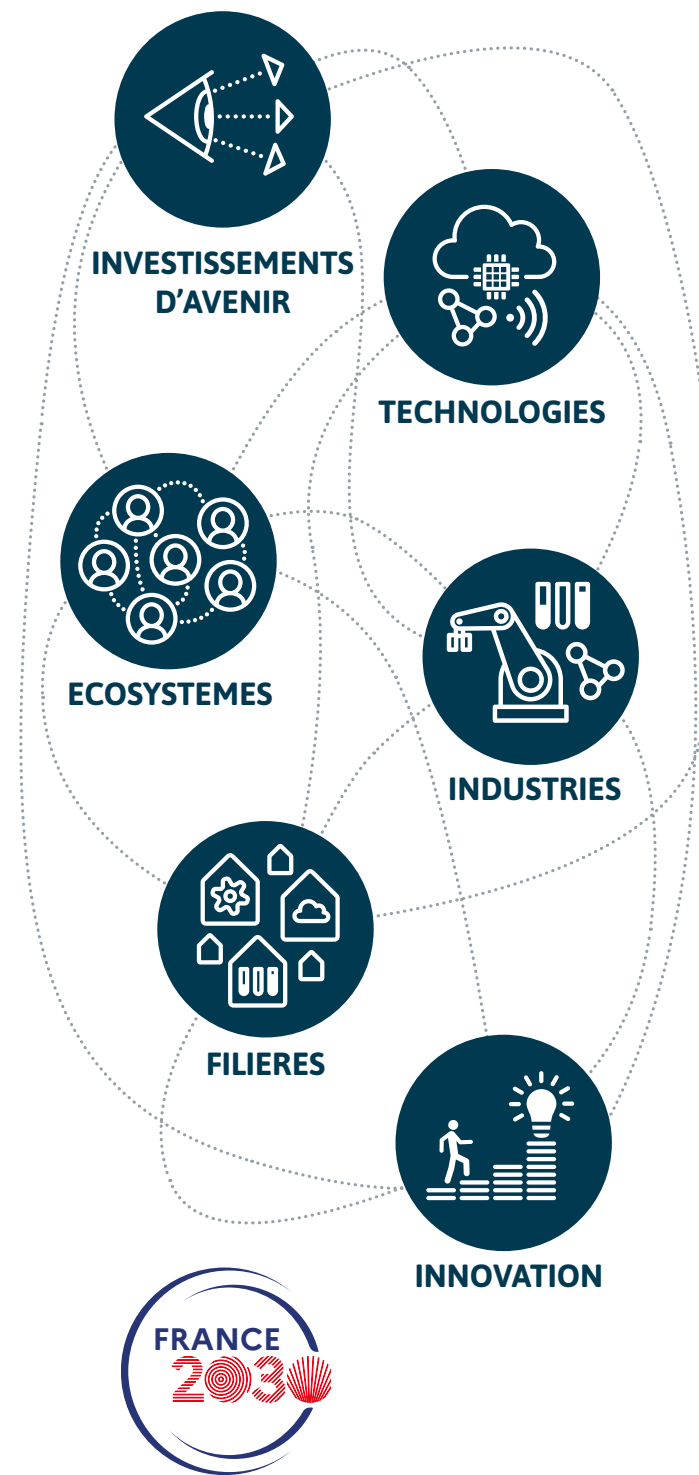 INVESTISSEMENTS
D’AVENIR
TECHNOLOGIES
ECOSYSTEMES
INDUSTRIES
FILIERES
INNOVATION
FRANCE
2030